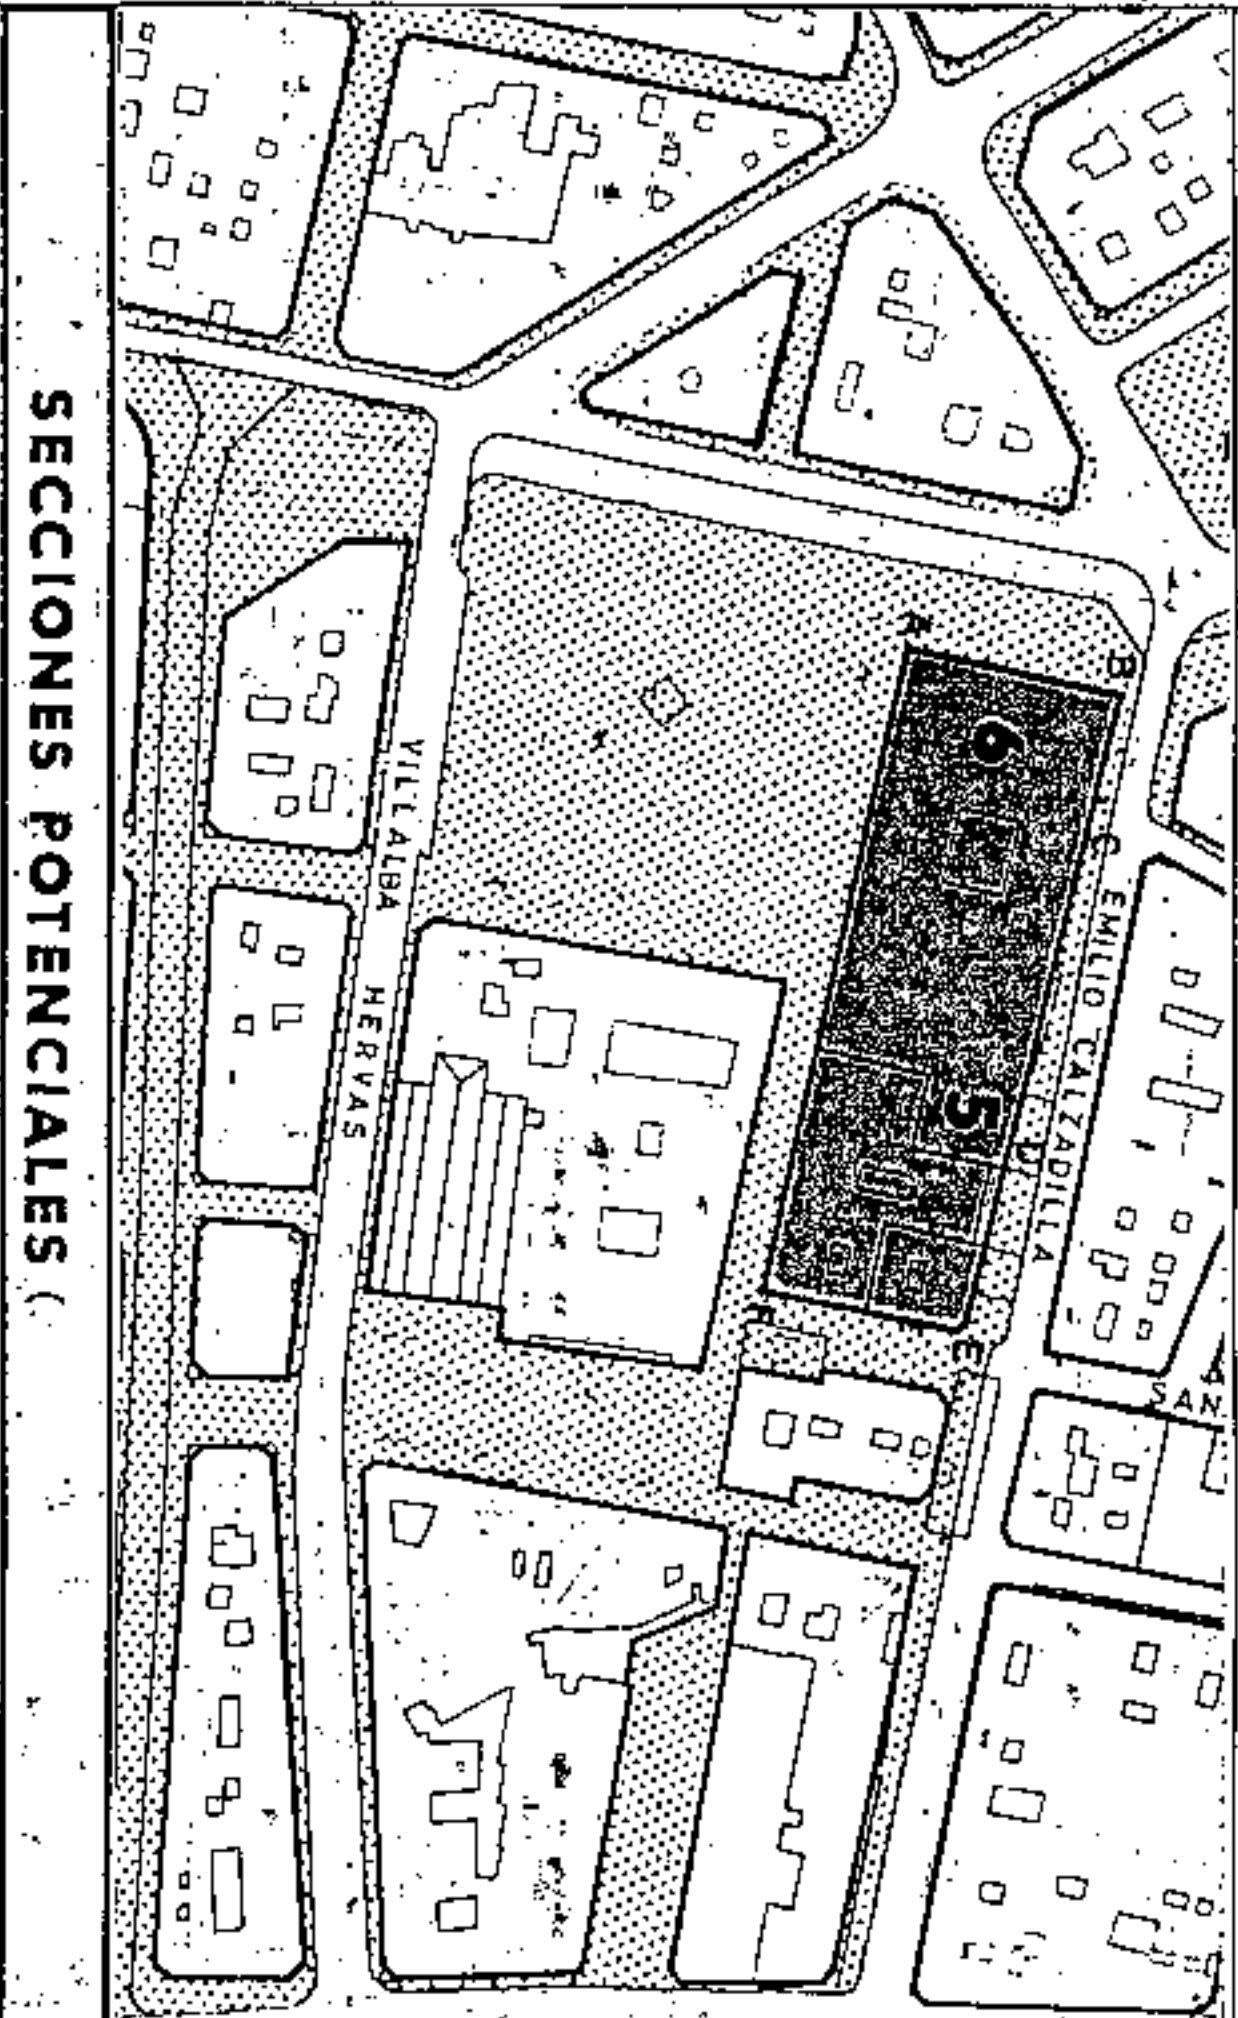 SECCIONES POTENCIALES (
A
B
6
C EMILIO CALZADILLA
5
D
E
F
VILLALBA HERVAS
SAN